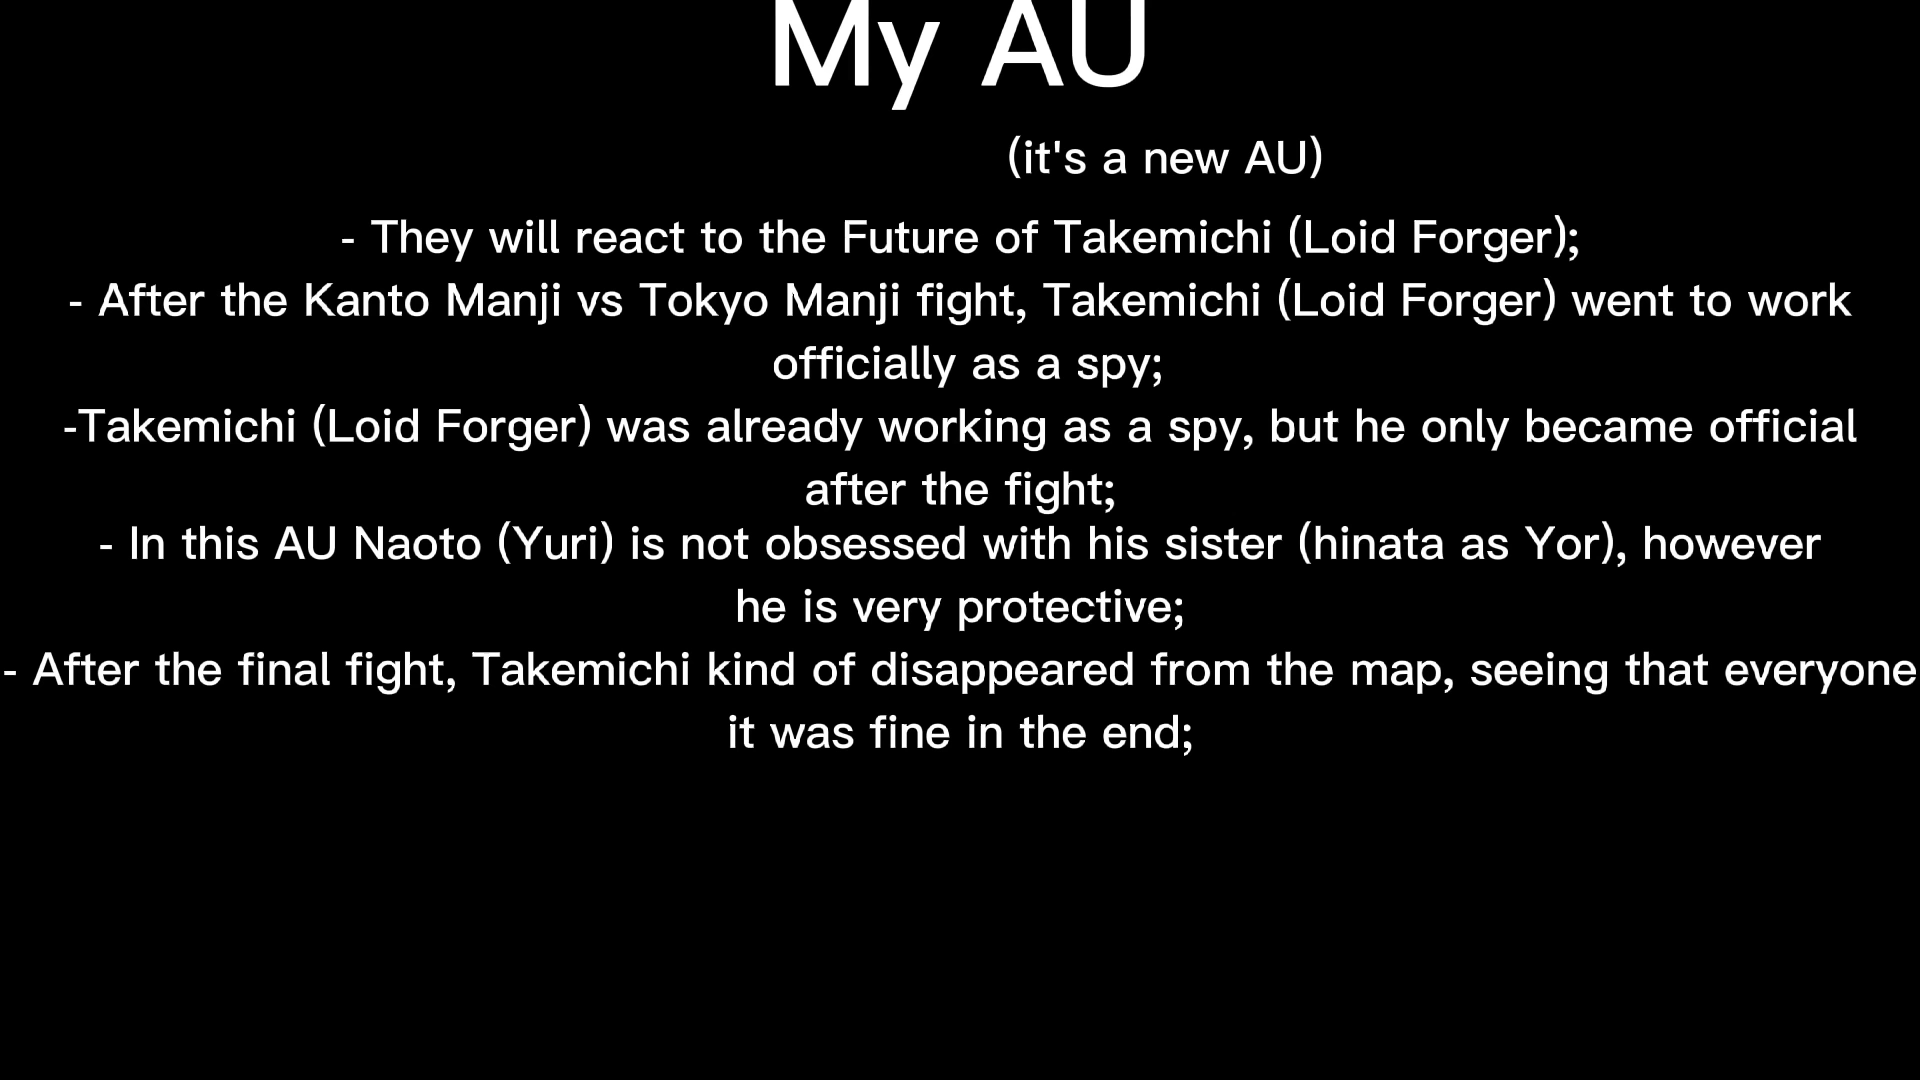 My AU
(it's a new AU)
- They will react to the Future of Takemichi (Loid Forger);
- After the Kanto Manji vs Tokyo Manji fight, Takemichi (Loid Forger) went to work
officially as a spy;
-Takemichi (Loid Forger) was already working as a spy, but he only became official
after the fight;
- In this AU Naoto (Yuri) is not obsessed with his sister (hinata as Yor), however
he is very protective;
- After the final fight, Takemichi kind of disappeared from the map, seeing that everyone
it was fine in the end;